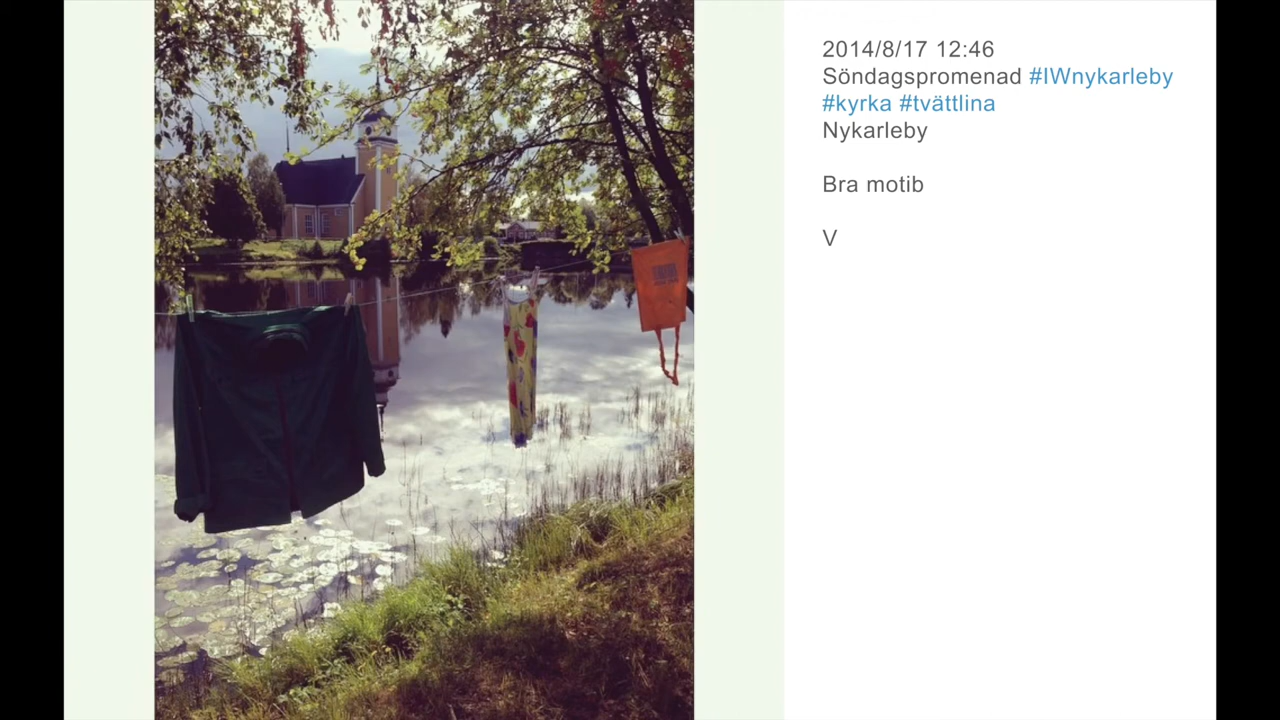 2014/8/17 12:46
Söndagspromenad #IWnykarleby
#kyrka #tvättlina
Nykarleby
Bra motib
V